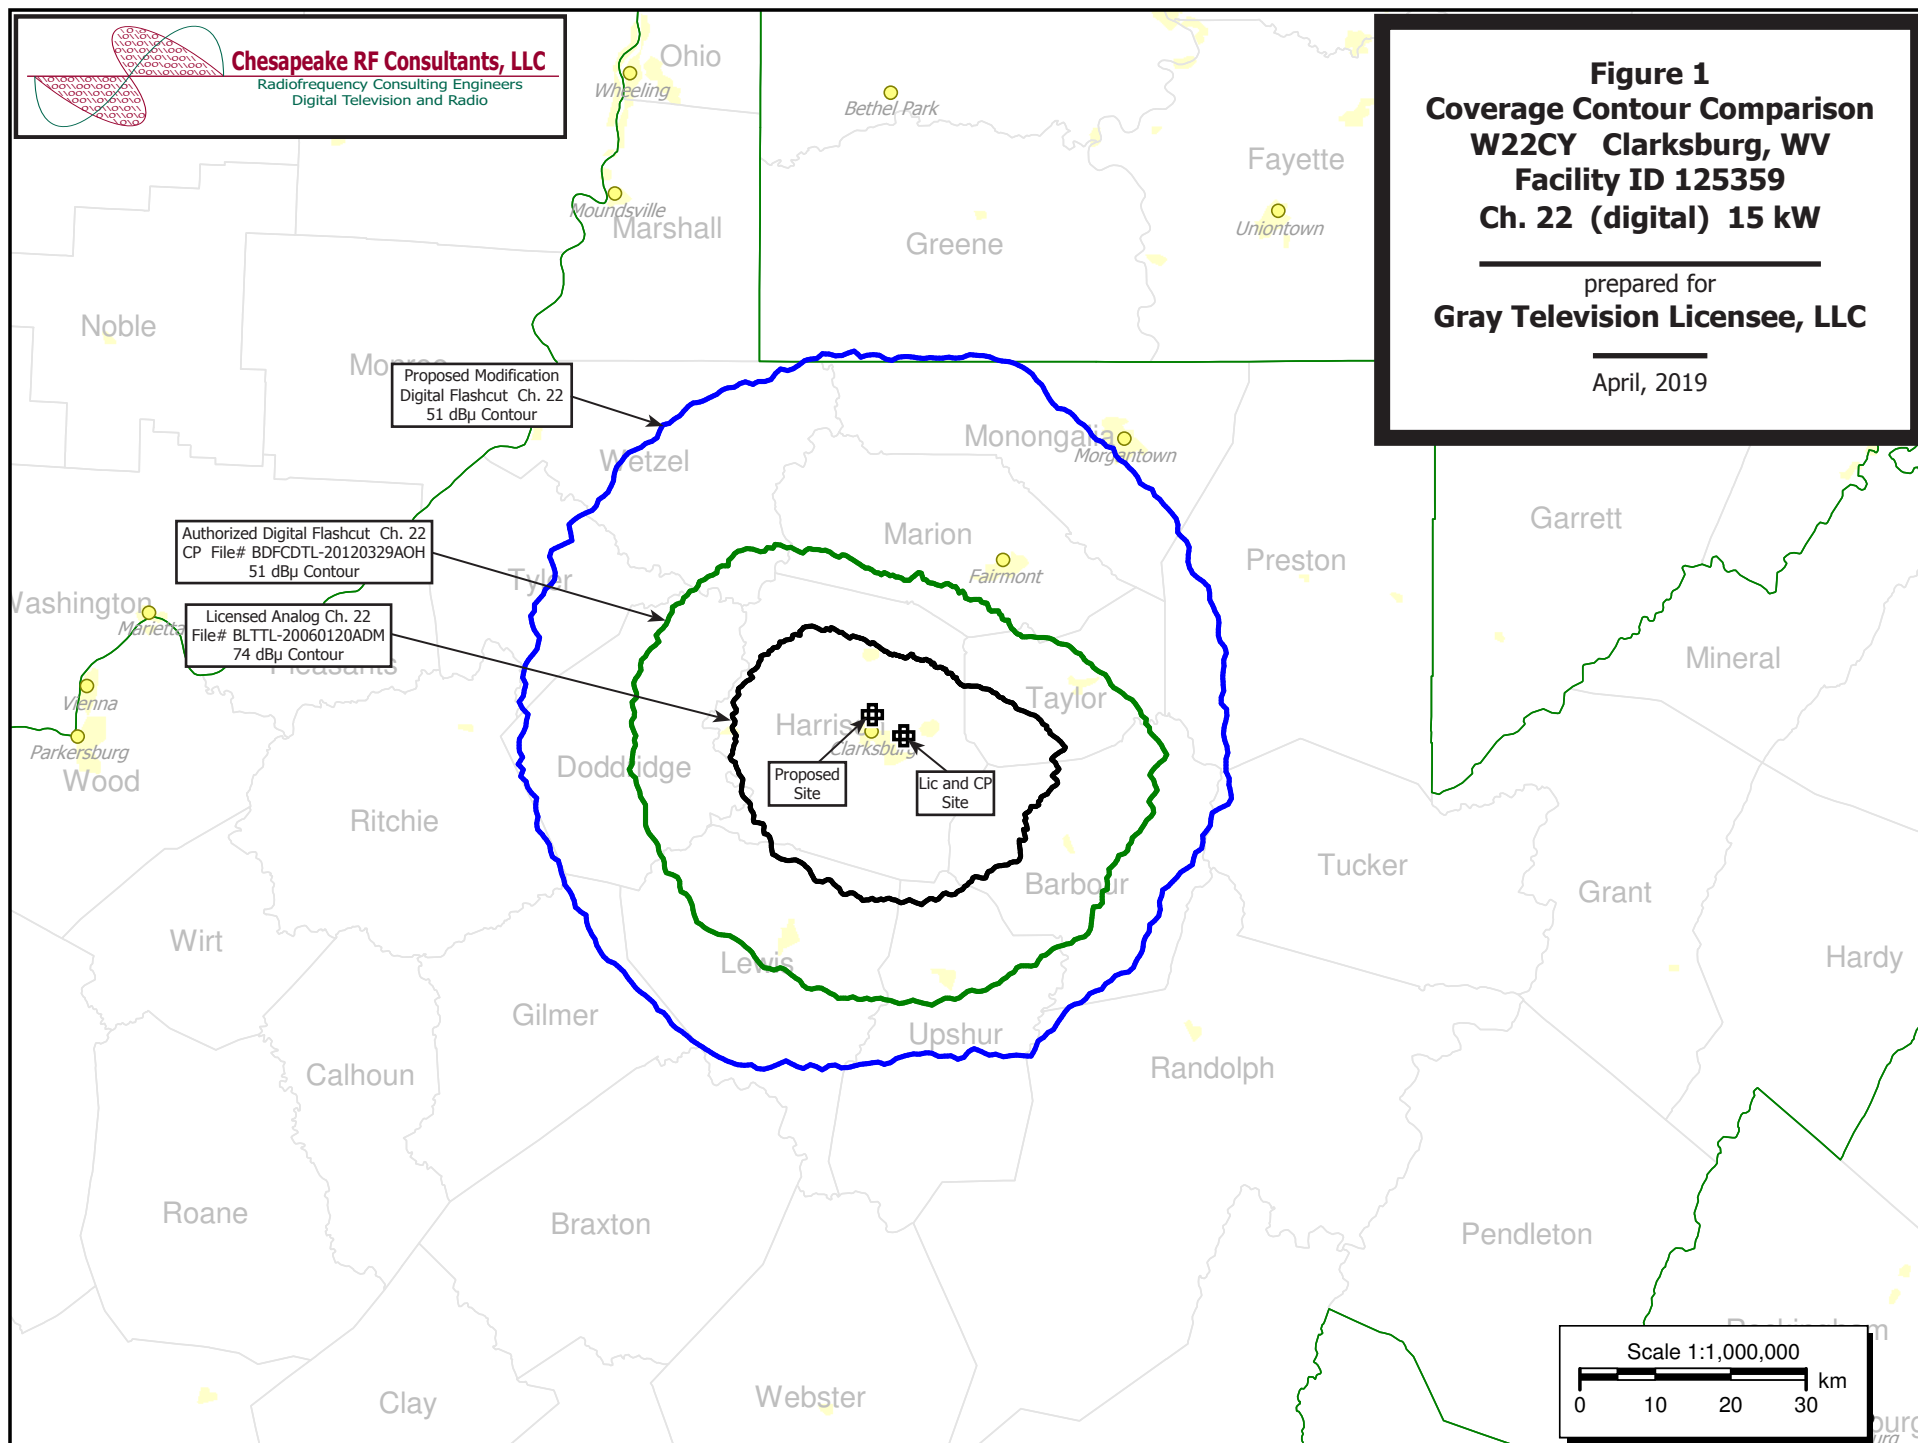 Chesapeake RF Consultants, LLC
Radiofrequency Consulting Engineers
Digital Television and Radio
Figure 1
Coverage Contour Comparison
W22CY Clarksburg, WV
Facility ID 125359
Ch. 22 (digital) 15 kW
prepared for
Gray Television Licensee, LLC
April, 2019
Ohio
Wheeling
Bethel Park
Fayette
Moundsville
Marshall
Greene
Uniontown
Noble
Monroe
Proposed Modification
Digital Flashcut Ch. 22
51 dBµ Contour
Wetzel
Monongalia
Morgantown
Garrett
Authorized Digital Flashcut Ch. 22
CP File# BDFCDTL-20120329AOH
51 dBµ Contour
Marion
Fairmont
Preston
Tyler
Washington
Marietta
Licensed Analog Ch. 22
File# BLTTL-20060120ADM
74 dBµ Contour
Pleasants
Mineral
Vienna
Taylor
Harrison
Clarksburg
Parkersburg
Wood
Doddridge
Proposed
Site
Lic and CP
Site
Ritchie
Tucker
Barbour
Grant
Wirt
Lewis
Hardy
Gilmer
Upshur
Calhoun
Randolph
Roane
Braxton
Pendleton
Rockingham
Webster
Clay
Scale 1:1,000,000
km
0 10 20 30